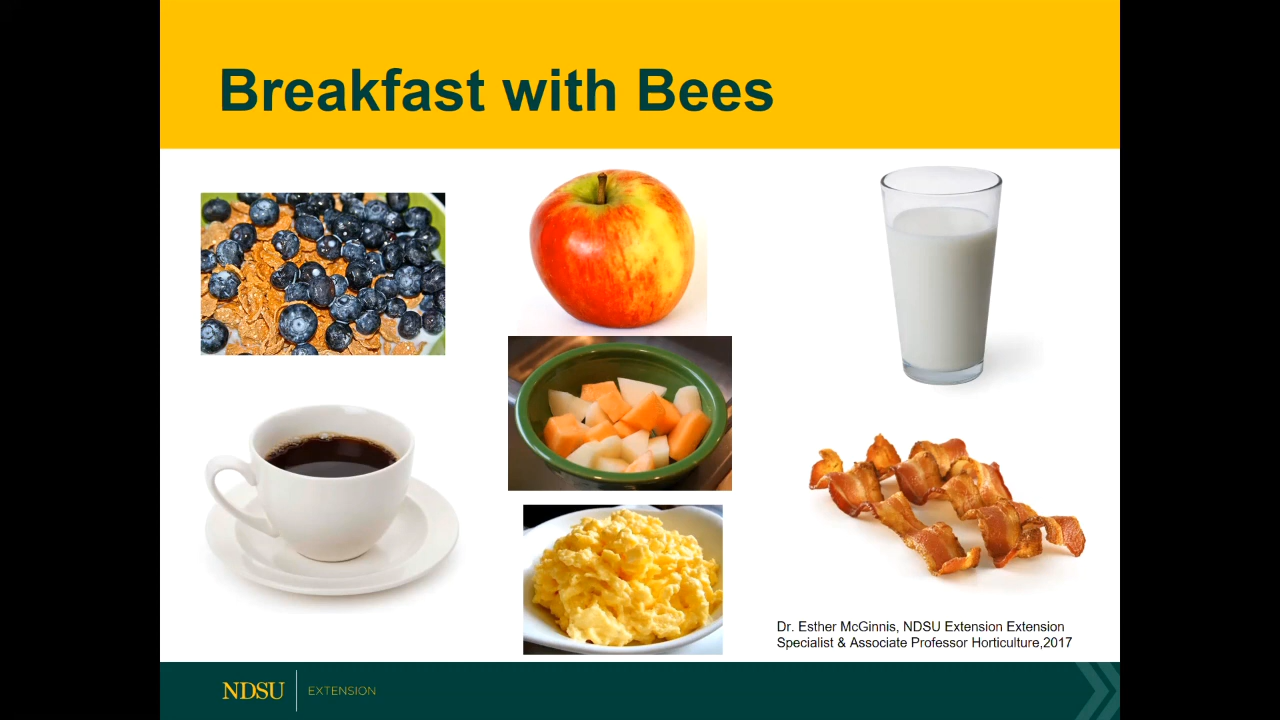 Breakfast with Bees
Dr. Esther McGinnis, NDSU Extension Extension
Specialist & Associate Professor Horticulture,2017
NDSU EXTENSION